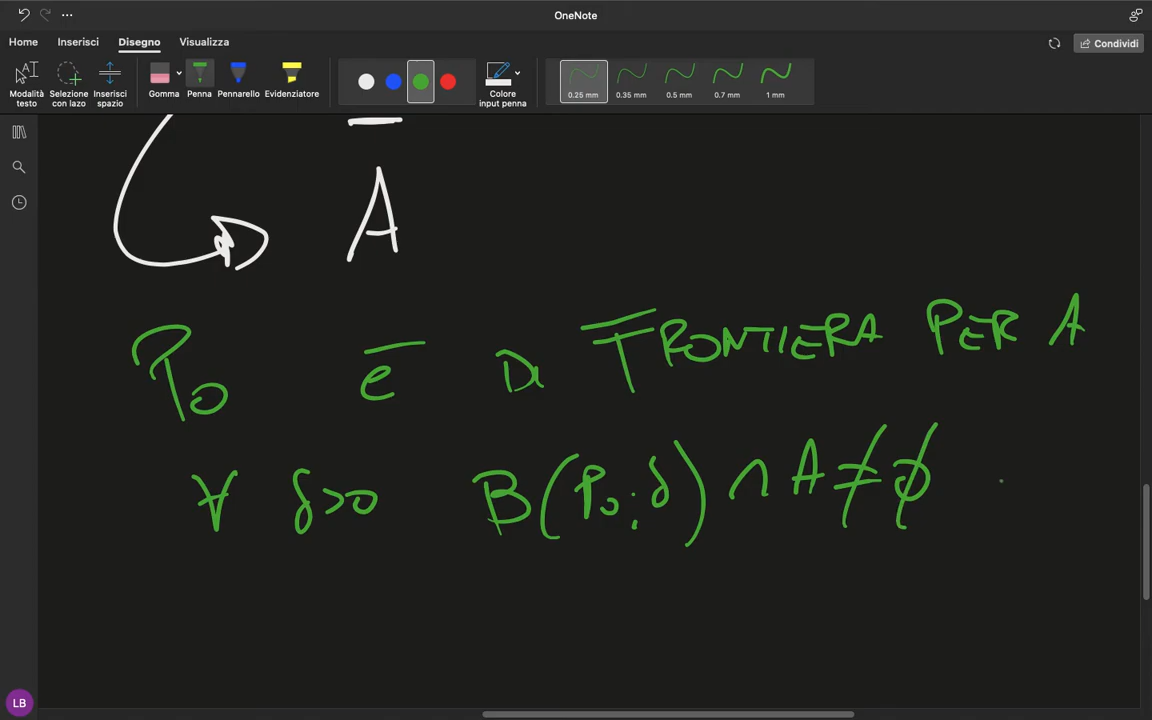 OneNote
Home Inserisci Disegno Visualizza
Condividi
Modalità testo
Selezione con lazo
Inserisci spazio
Gomma
Penna
Pennarello
Evidenziatore
Colore input penna
0.25 mm 0.35 mm 0.5 mm 0.7 mm 1 mm
A
P₀ è DI FRONTIERA PER A
∀ δ>0 B(P₀;δ) ∩ A ≠ ∅
LB